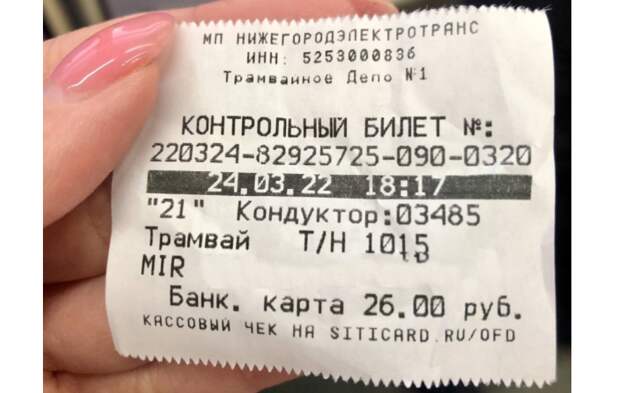 МП НИЖЕГОРОДЭЛЕКТРОТРАНС
ИНН: 5253000836
Трамвайное Депо №1
КОНТРОЛЬНЫЙ БИЛЕТ №:
220324-82925725-090-0320
24.03.22 18:17
"21" Кондуктор:03485
Трамвай Т/Н 1015
MIR
Банк. карта 26.00 руб.
КАССОВЫЙ ЧЕК НА SITICARD.RU/OFD